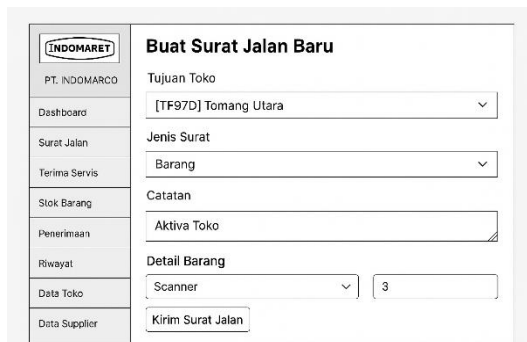 INDOMARET
PT. INDOMARCO
Dashboard
Surat Jalan
Terima Servis
Stok Barang
Penerimaan
Riwayat
Data Toko
Data Supplier
Buat Surat Jalan Baru
Tujuan Toko
[TF97D] Tomang Utara
Jenis Surat
Barang
Catatan
Aktiva Toko
Detail Barang
Scanner
3
Kirim Surat Jalan